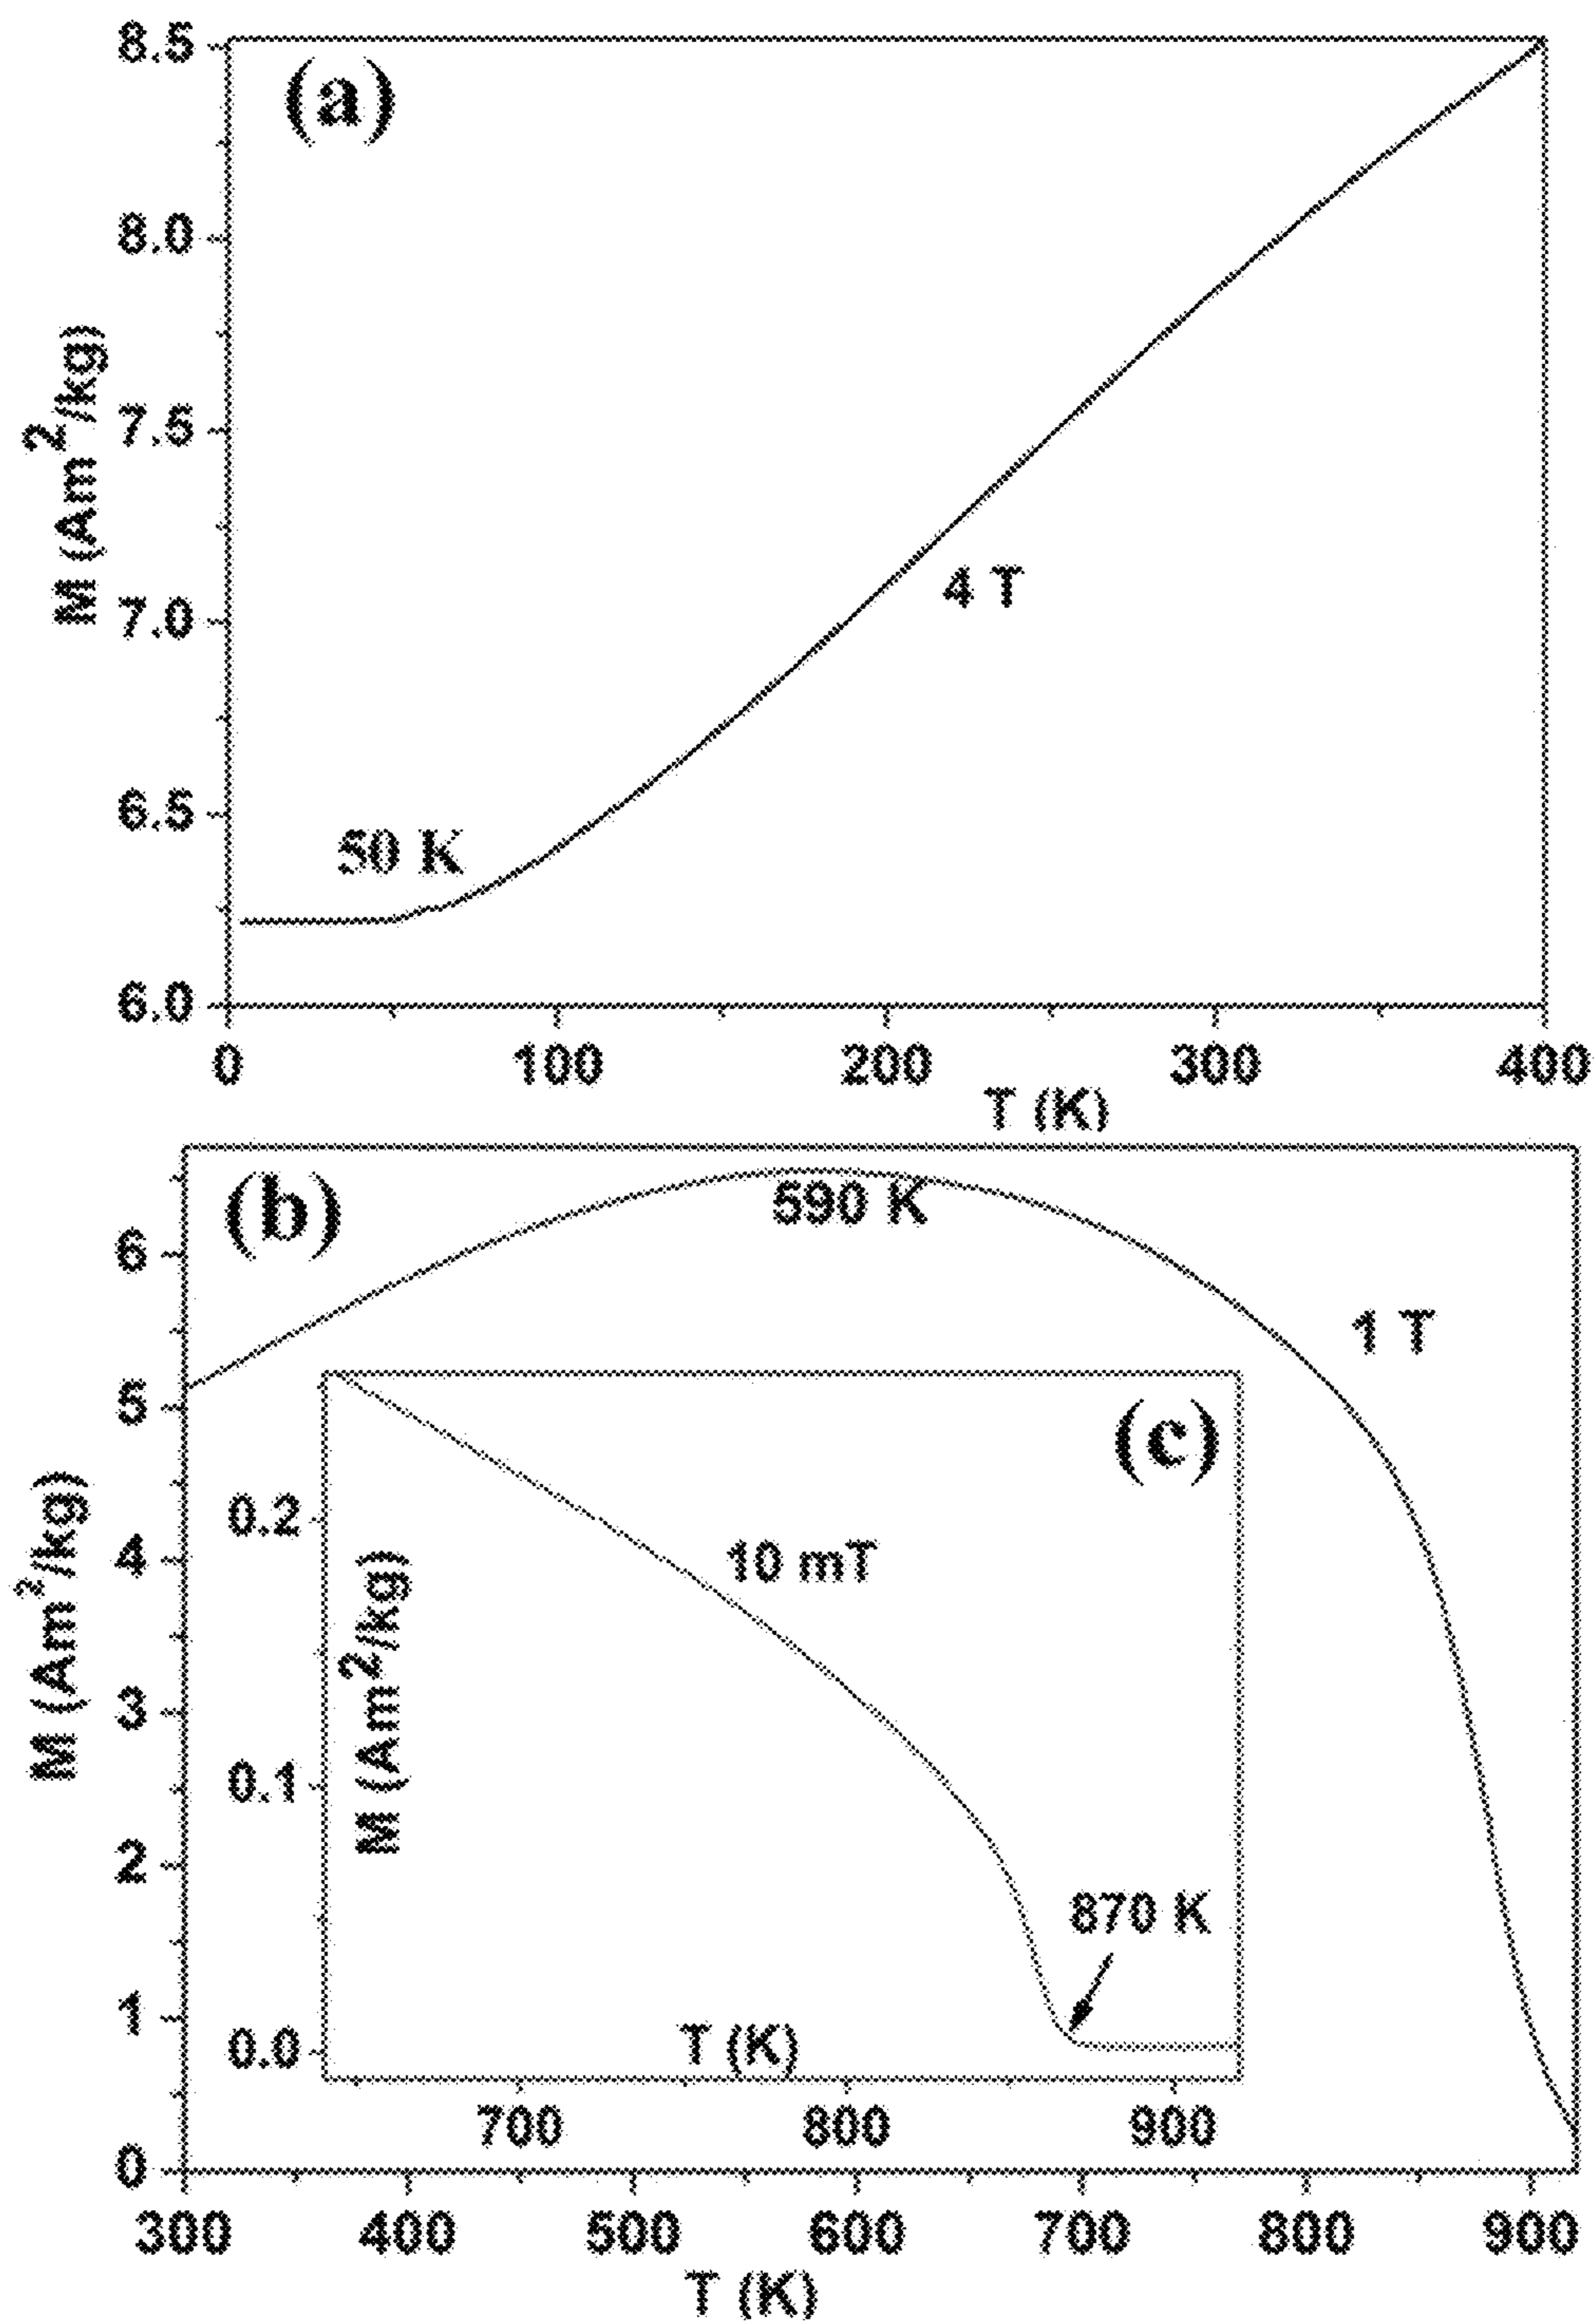 (a)
8.5
8.0
7.5
7.0
6.5
6.0
M (Am²/kg)
4 T
50 K
0 100 200 300 400
T (K)
(b)
590 K
1 T
6
5
4
3
2
1
0
M (Am²/kg)
(c)
0.2
0.1
0.0
M (Am²/kg)
10 mT
870 K
T (K)
700 800 900
300 400 500 600 700 800 900
T (K)